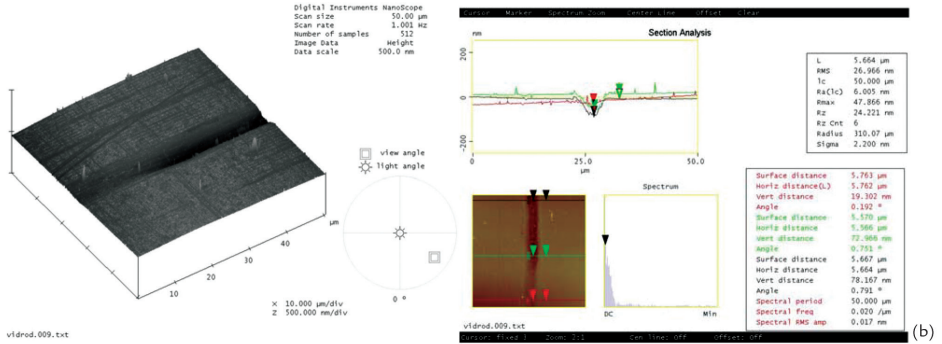 Digital Instruments NanoScope
Scan size 50.00 µm
Scan rate 1.001 Hz
Number of samples 512
Image Data Height
Data scale 500.0 nm
view angle
light angle
0 °
µm
10
20
30
40
X 10.000 µm/div
Z 500.000 nm/div
vidrod.009.txt
Cursor Marker Spectrum Zoom Center Line Offset Clear
nm
Section Analysis
200
0
-200
0
25.0
50.0
µm
L 5.664 µm
RMS 26.966 nm
lc 50.000 µm
Ra(lc) 6.005 nm
Rmax 47.866 nm
Rz 24.221 nm
Rz Cnt 6
Radius 310.07 µm
Sigma 2.200 nm
Spectrum
DC
Min
Surface distance 5.763 µm
Horiz distance(L) 5.762 µm
Vert distance 19.302 nm
Angle 0.192 °
Surface distance 5.570 µm
Horiz distance 5.566 µm
Vert distance 72.966 nm
Angle 0.751 °
Surface distance 5.667 µm
Horiz distance 5.664 µm
Vert distance 78.167 nm
Angle 0.791 °
Spectral period 50.000 µm
Spectral freq 0.020 /µm
Spectral RMS amp 0.017 nm
vidrod.009.txt
Cursor: fixed Zoom: 2:1 Cen line: Off Offset: Off
(b)